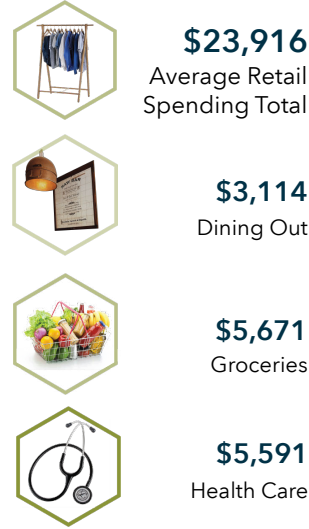 $23,916
Average Retail
Spending Total
$3,114
Dining Out
$5,671
Groceries
$5,591
Health Care